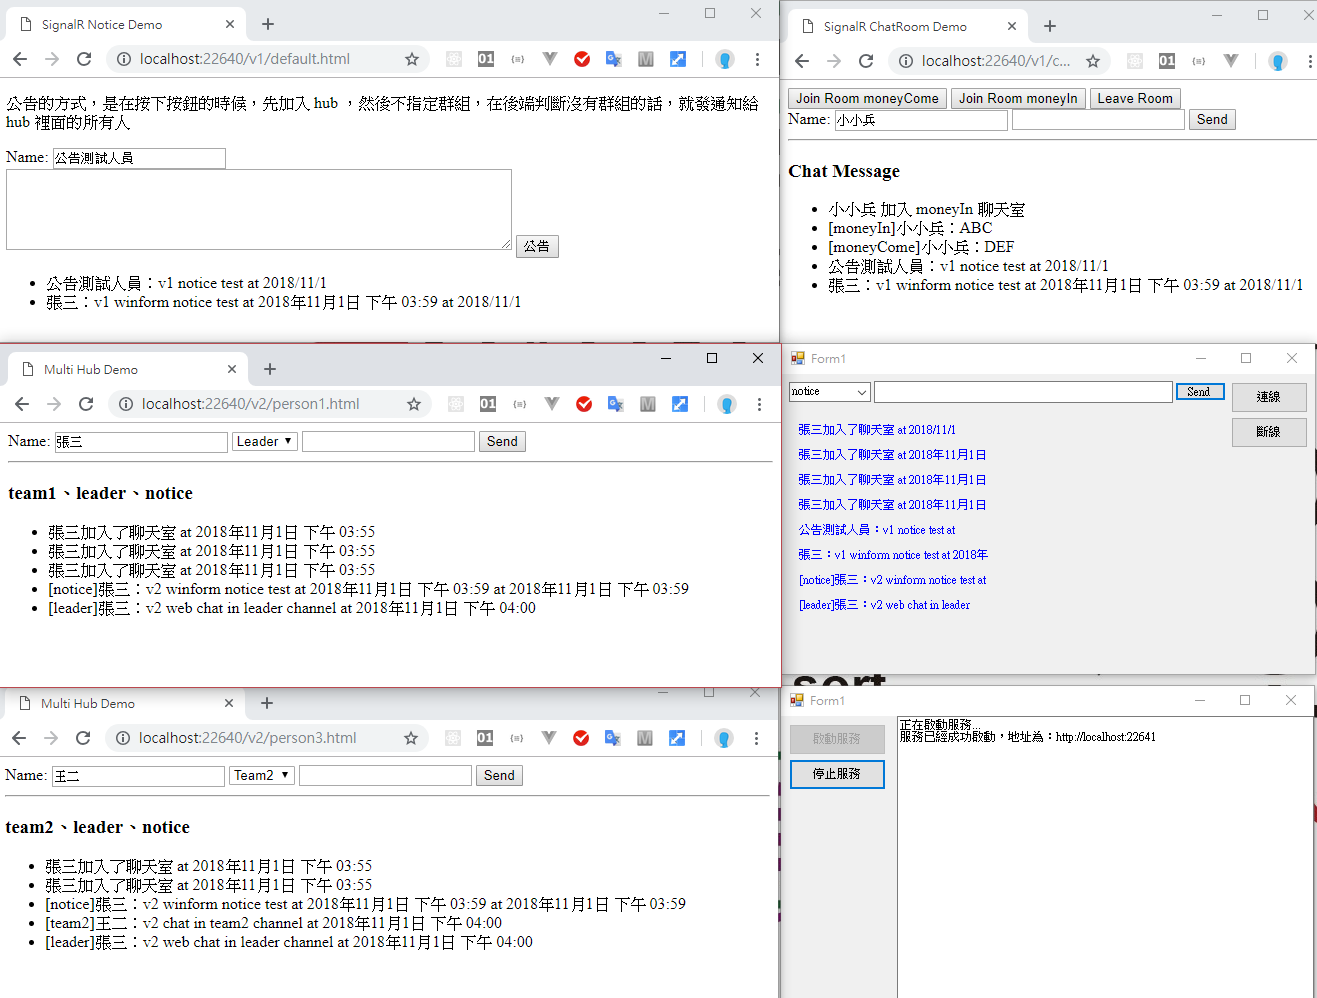 SignalR Notice Demo
localhost:22640/v1/default.html
01
公告的方式，是在按下按鈕的時候，先加入 hub ，然後不指定群組，在後端判斷沒有群組的話，就發通知給
hub 裡面的所有人
Name: 公告測試人員
公告
公告測試人員：v1 notice test at 2018/11/1
張三：v1 winform notice test at 2018年11月1日 下午 03:59 at 2018/11/1
SignalR ChatRoom Demo
localhost:22640/v1/c...
01
Join Room moneyCome Join Room moneyIn Leave Room
Name: 小小兵 Send
Chat Message
小小兵 加入 moneyIn 聊天室
[moneyIn]小小兵：ABC
[moneyCome]小小兵：DEF
公告測試人員：v1 notice test at 2018/11/1
張三：v1 winform notice test at 2018年11月1日 下午 03:59 at 2018/11/1
Multi Hub Demo
localhost:22640/v2/person1.html
01
Name: 張三 Leader Send
team1、leader、notice
張三加入了聊天室 at 2018年11月1日 下午 03:55
張三加入了聊天室 at 2018年11月1日 下午 03:55
張三加入了聊天室 at 2018年11月1日 下午 03:55
[notice]張三：v2 winform notice test at 2018年11月1日 下午 03:59 at 2018年11月1日 下午 03:59
[leader]張三：v2 web chat in leader channel at 2018年11月1日 下午 04:00
Form1
notice Send 連線
斷線
張三加入了聊天室 at 2018/11/1
張三加入了聊天室 at 2018年11月1日
張三加入了聊天室 at 2018年11月1日
張三加入了聊天室 at 2018年11月1日
公告測試人員：v1 notice test at
張三：v1 winform notice test at 2018年
[notice]張三：v2 winform notice test at
[leader]張三：v2 web chat in leader
Multi Hub Demo
localhost:22640/v2/person3.html
01
Name: 王二 Team2 Send
team2、leader、notice
張三加入了聊天室 at 2018年11月1日 下午 03:55
張三加入了聊天室 at 2018年11月1日 下午 03:55
[notice]張三：v2 winform notice test at 2018年11月1日 下午 03:59 at 2018年11月1日 下午 03:59
[team2]王二：v2 chat in team2 channel at 2018年11月1日 下午 04:00
[leader]張三：v2 web chat in leader channel at 2018年11月1日 下午 04:00
sort
Form1
啟動服務
停止服務
正在啟動服務...
服務已經成功啟動，地址為：http://localhost:22641